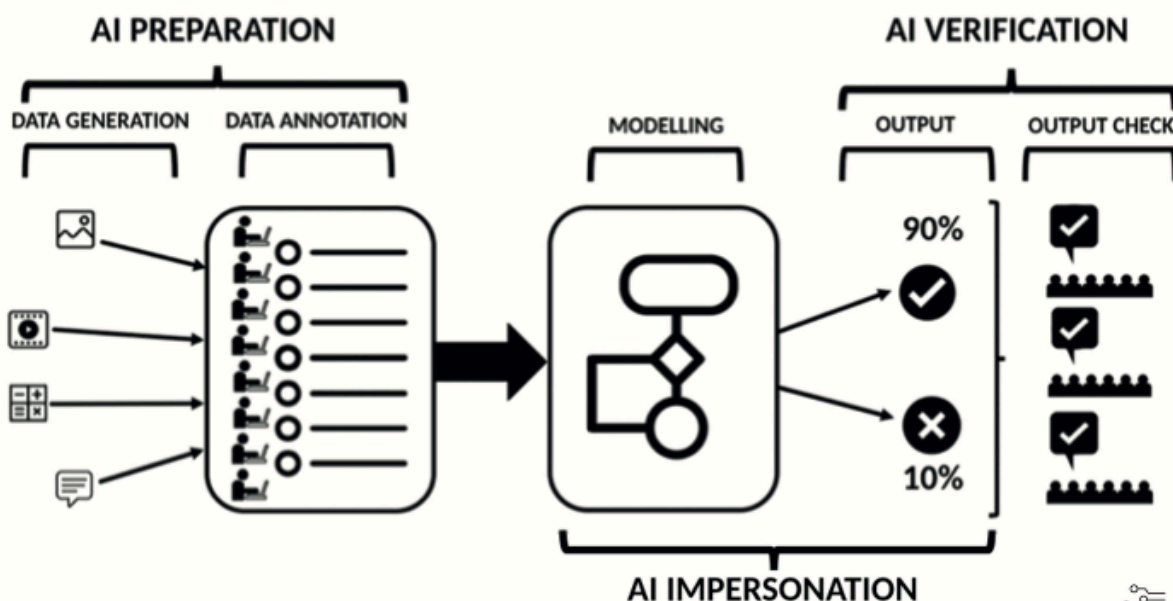 AI PREPARATION
AI VERIFICATION
DATA GENERATION
DATA ANNOTATION
MODELLING
OUTPUT
OUTPUT CHECK
90%
10%
AI IMPERSONATION